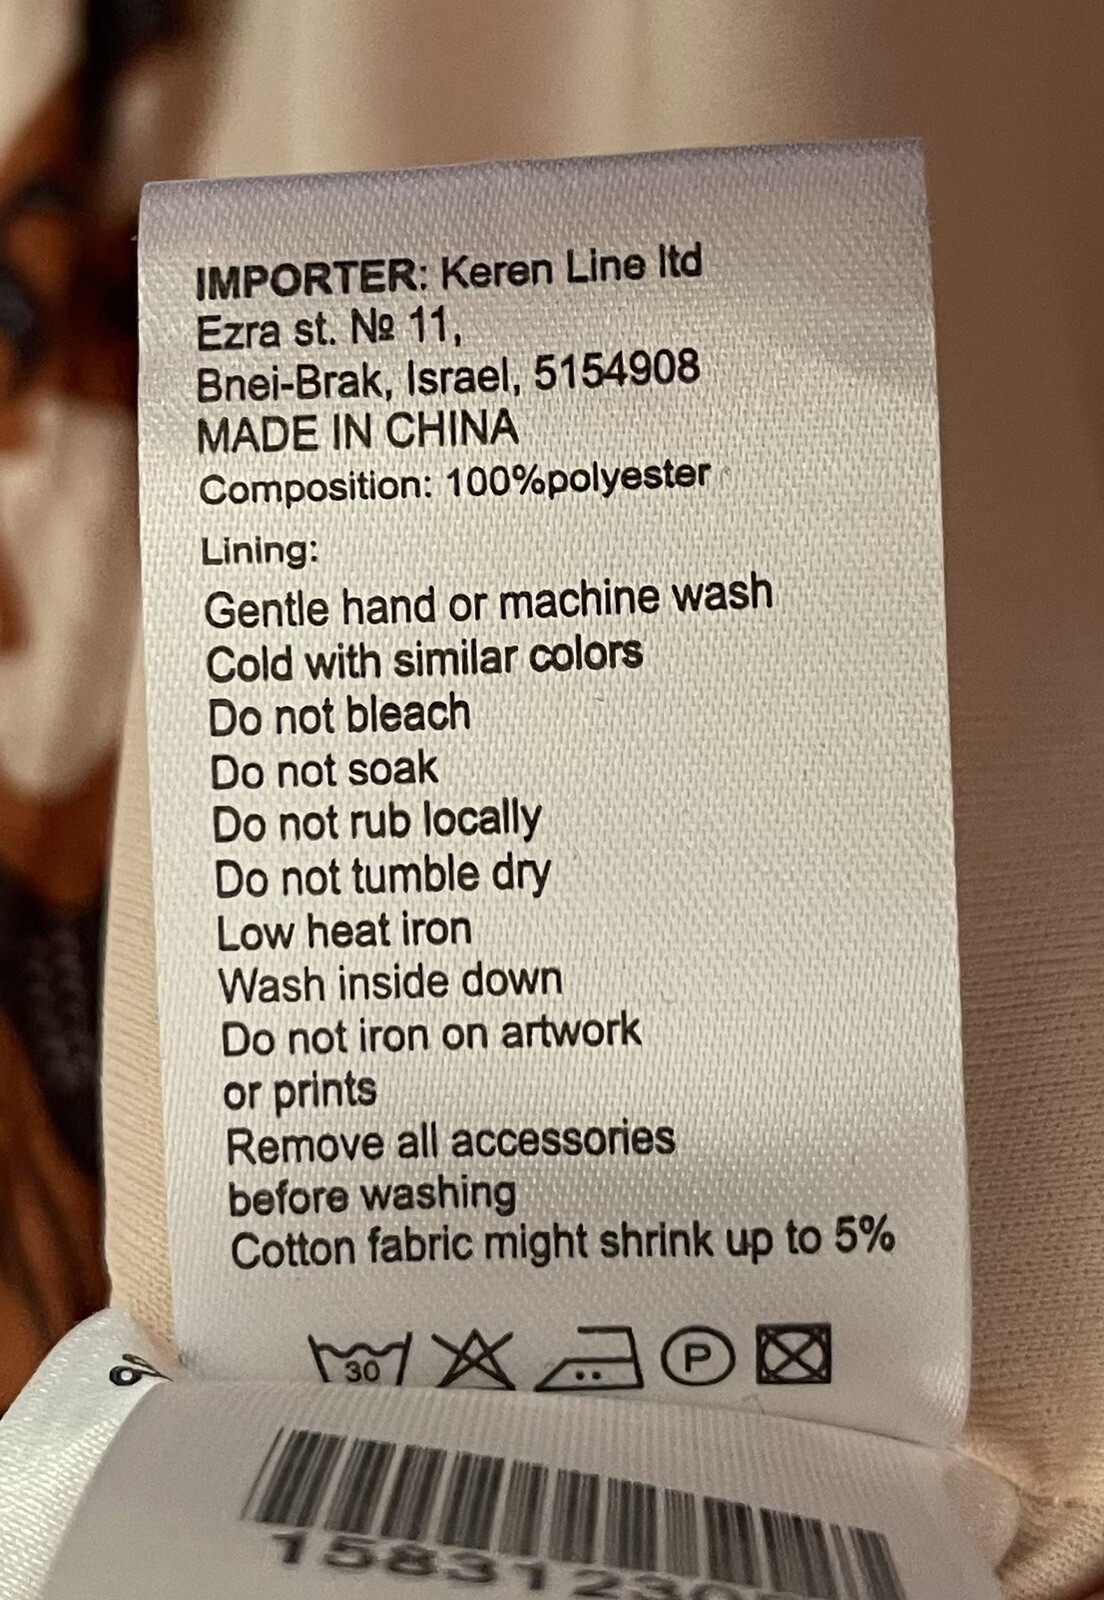 IMPORTER: Keren Line ltd
Ezra st. № 11,
Bnei-Brak, Israel, 5154908
MADE IN CHINA
Composition: 100%polyester
Lining:
Gentle hand or machine wash
Cold with similar colors
Do not bleach
Do not soak
Do not rub locally
Do not tumble dry
Low heat iron
Wash inside down
Do not iron on artwork
or prints
Remove all accessories
before washing
Cotton fabric might shrink up to 5%
30
P